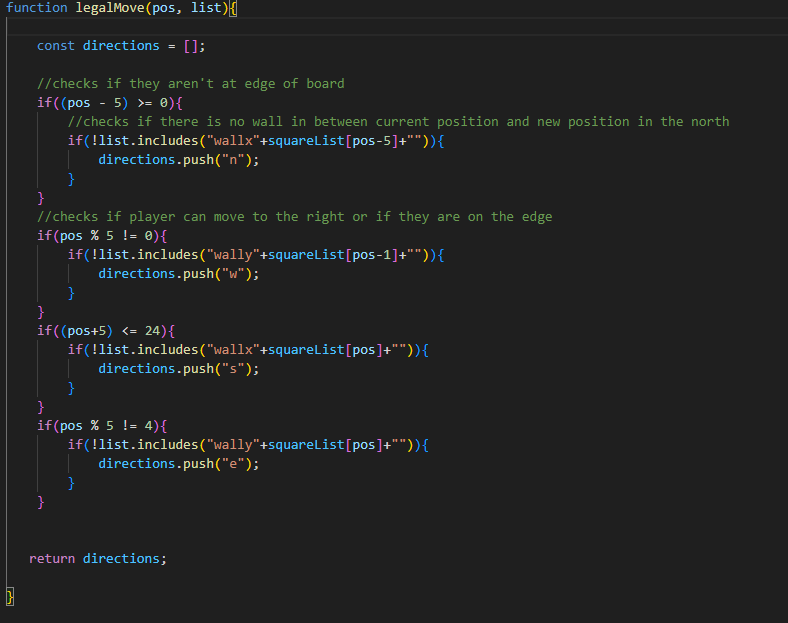 function legalMove(pos, list){
const directions = [];
//checks if they aren't at edge of board
if((pos - 5) >= 0){
//checks if there is no wall in between current position and new position in the north
if(!list.includes("wallx"+squareList[pos-5]+"")){
directions.push("n");
}
}
//checks if player can move to the right or if they are on the edge
if(pos % 5 != 0){
if(!list.includes("wally"+squareList[pos-1]+"")){
directions.push("w");
}
}
if((pos+5) <= 24){
if(!list.includes("wallx"+squareList[pos]+"")){
directions.push("s");
}
}
if(pos % 5 != 4){
if(!list.includes("wally"+squareList[pos]+"")){
directions.push("e");
}
}
return directions;
}